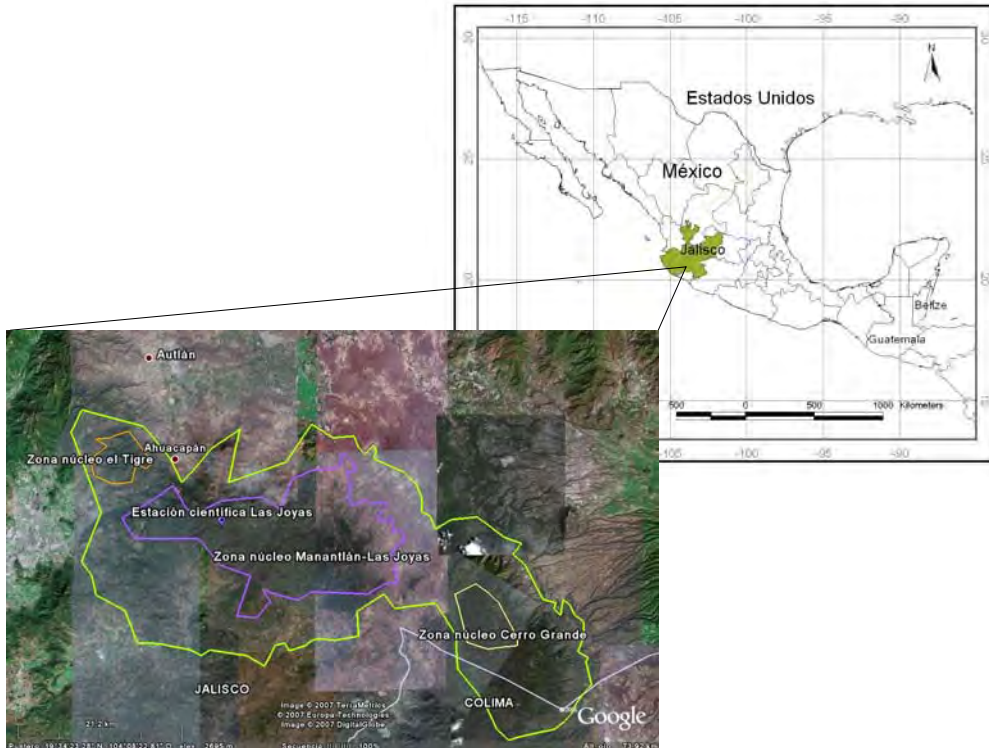 -115 -110 -105 -100 -95 -90 -85
N
Estados Unidos
México
Jalisco
Belize
Guatemala
500 0 500 1000 Kilometers
-105 -100 -95 -90
Autlán
Ahuacapán
Zona núcleo el Tigre
Estación científica Las Joyas
Zona núcleo Manantlán-Las Joyas
Zona núcleo Cerro Grande
JALISCO
COLIMA
Image © 2007 TerraMetrics
© 2007 Europa Technologies
Image © 2007 DigitalGlobe
Google